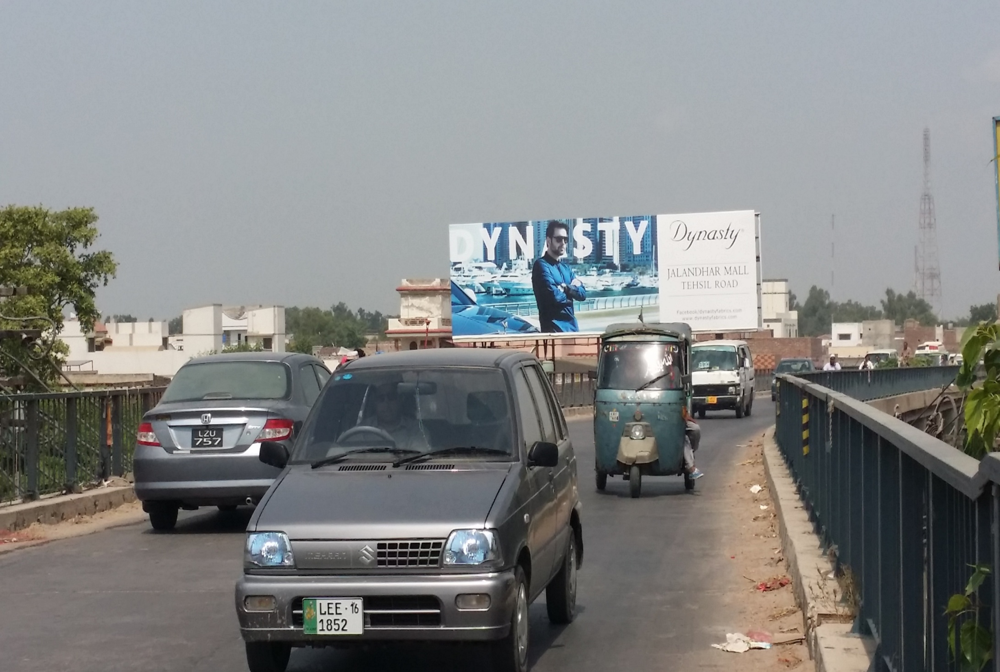 DYNASTY
Dynasty
JALANDHAR MALL
TEHSIL ROAD
Facebook/dynastyfabrics.com
www.dynastyfabrics.com
LZU
757
MEHRAN
LEE·16
1852